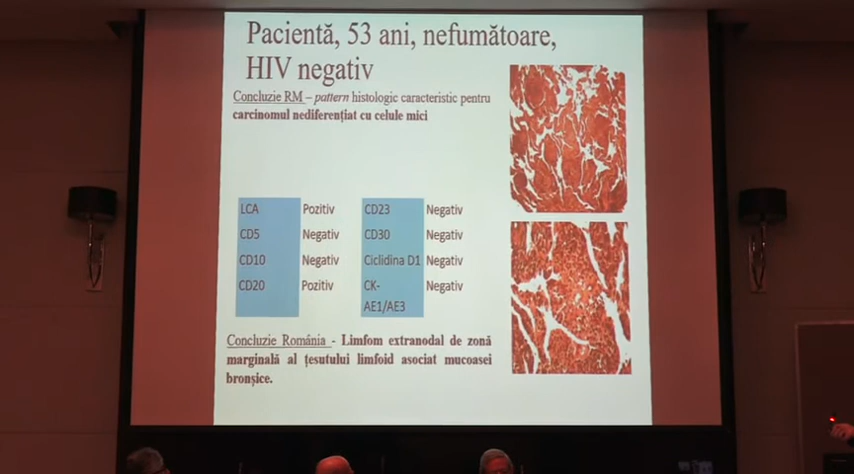 Pacientă, 53 ani, nefumătoare,
HIV negativ
Concluzie RM – pattern histologic caracteristic pentru
carcinomul nediferențiat cu celule mici
LCA Pozitiv CD23 Negativ
CD5 Negativ CD30 Negativ
CD10 Negativ Ciclidina D1 Negativ
CD20 Pozitiv CK- Negativ
AE1/AE3
Concluzie România - Limfom extranodal de zonă
marginală al țesutului limfoid asociat mucoasei
bronșice.